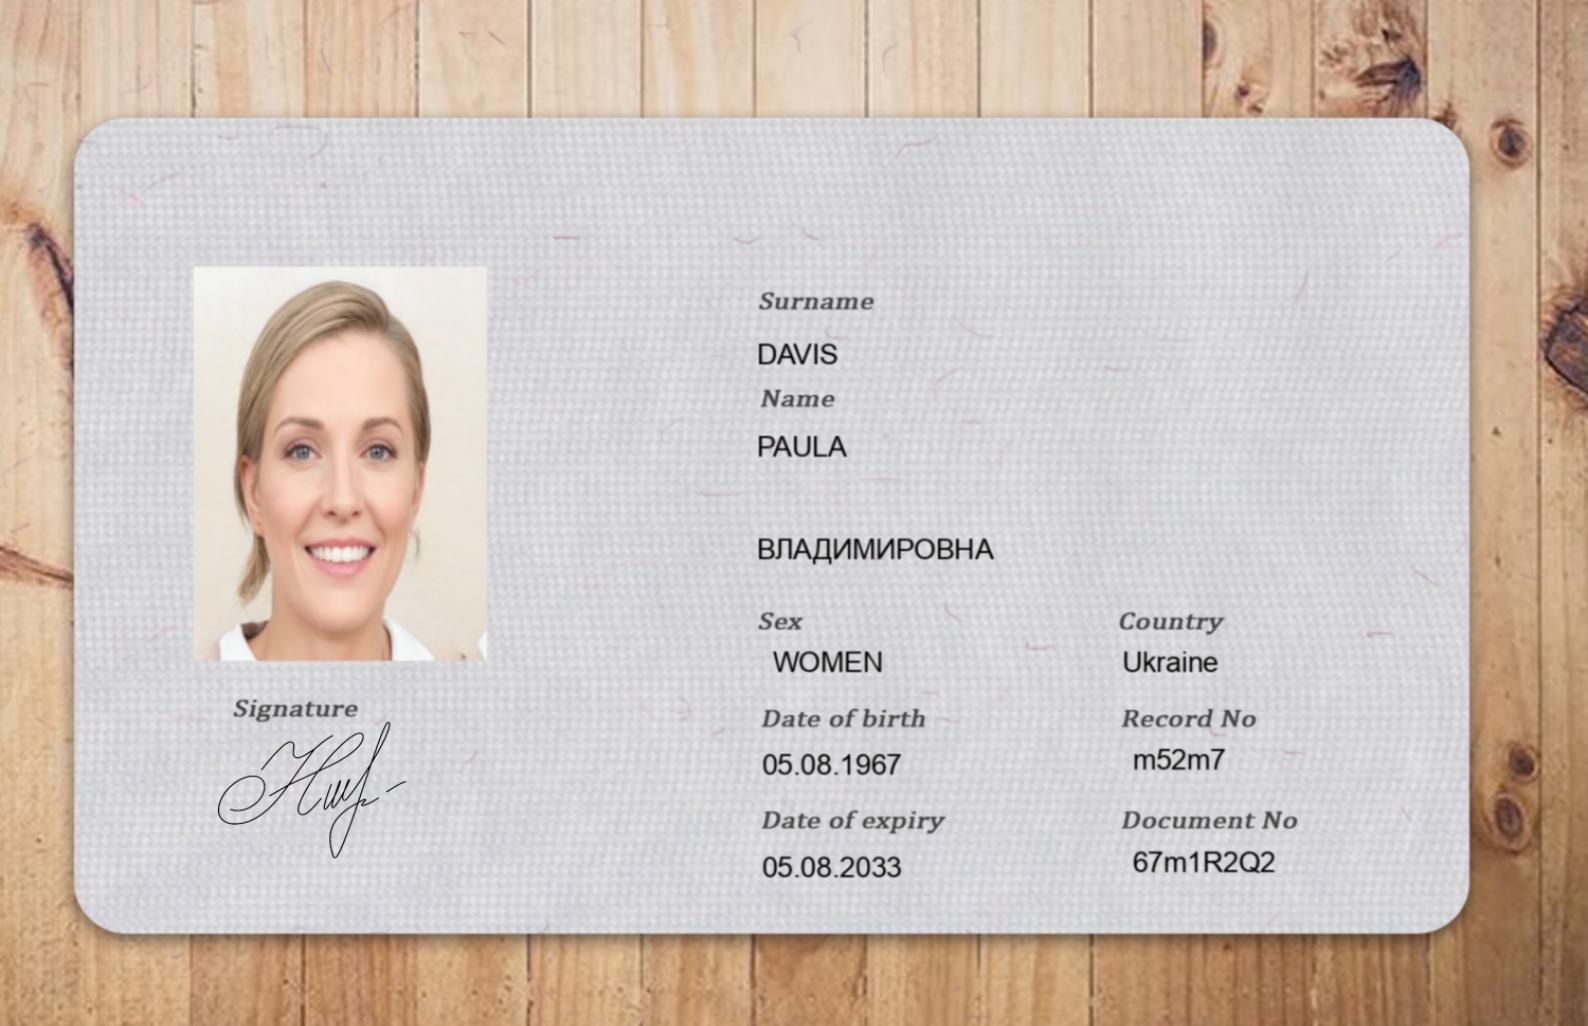 Surname
DAVIS
Name
PAULA
ВЛАДИМИРОВНА
Sex
Country
WOMEN
Ukraine
Date of birth
Record No
05.08.1967
m52m7
Date of expiry
Document No
05.08.2033
67m1R2Q2
Signature